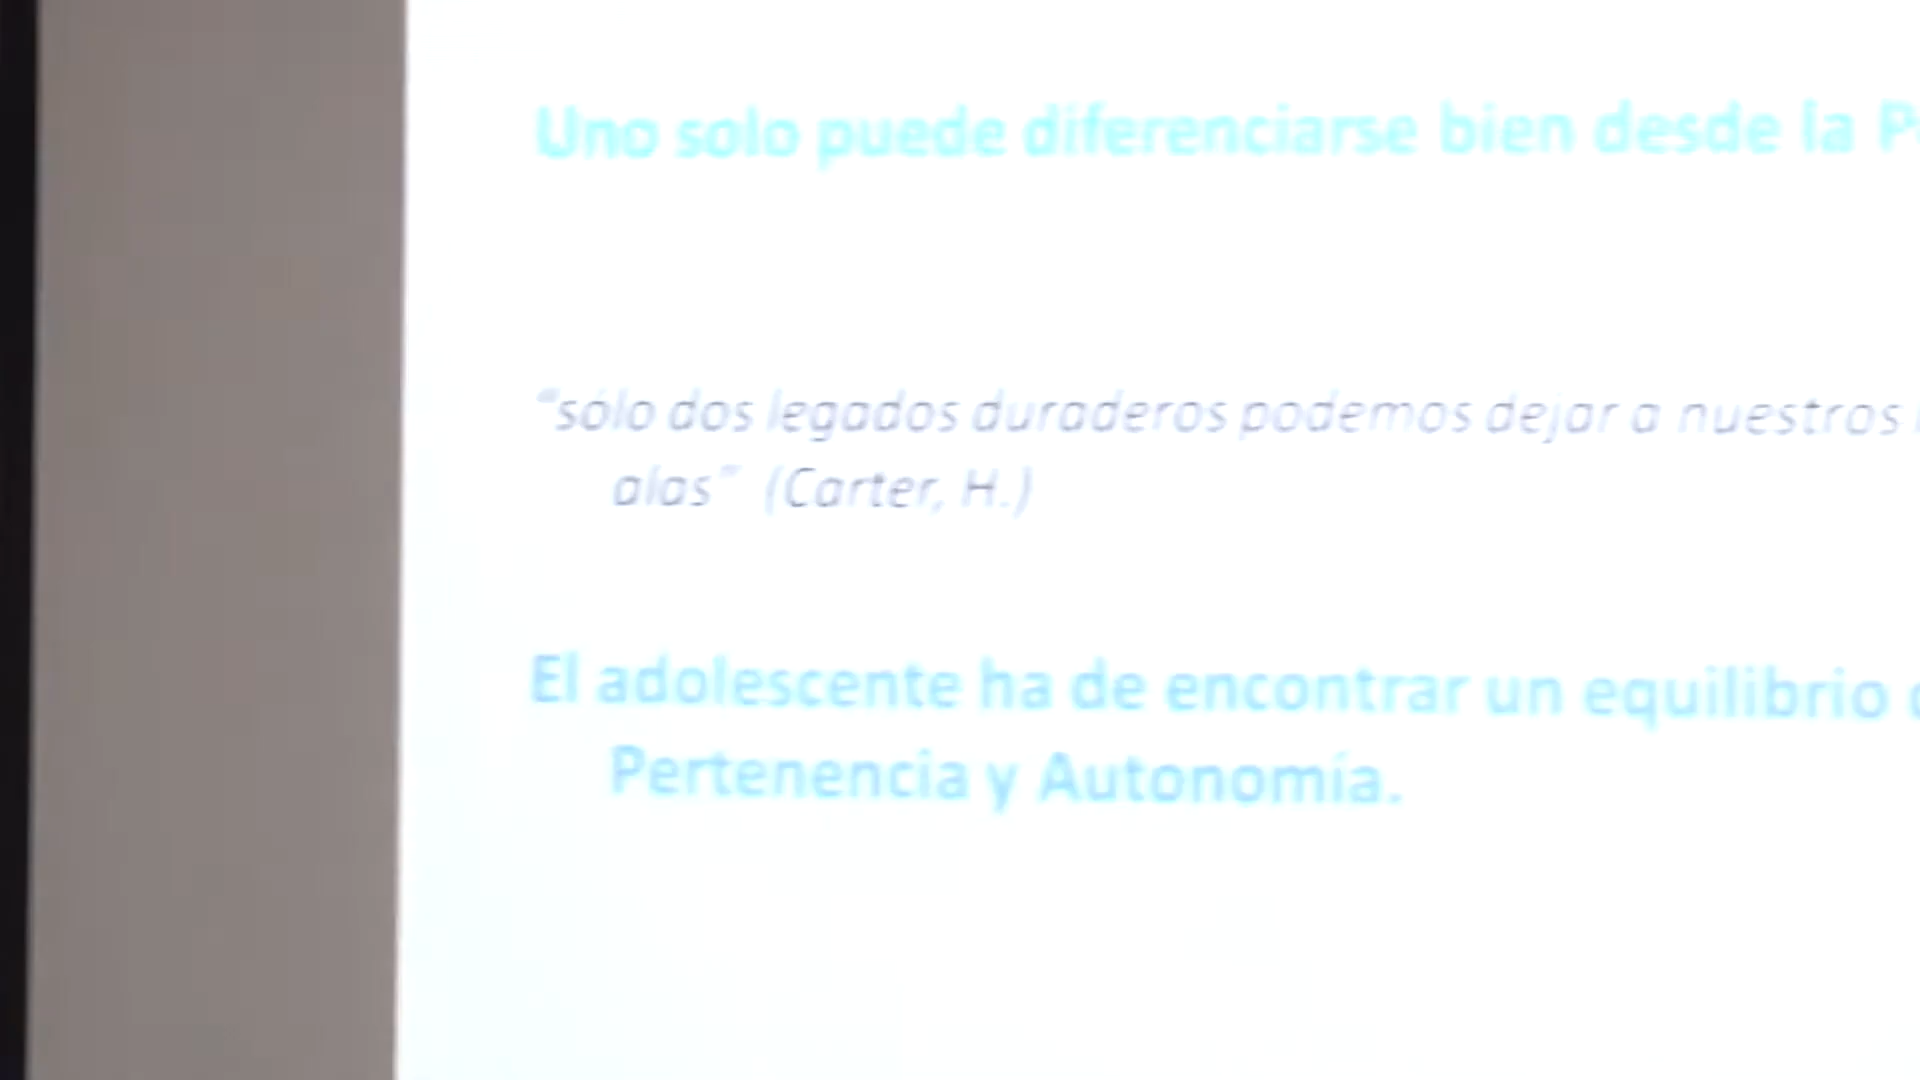 Uno solo puede diferenciarse bien desde la
"sólo dos legados duraderos podemos dejar a nuestros
alas" (Carter, H.)
El adolescente ha de encontrar un equilibrio
Pertenencia y Autonomía.